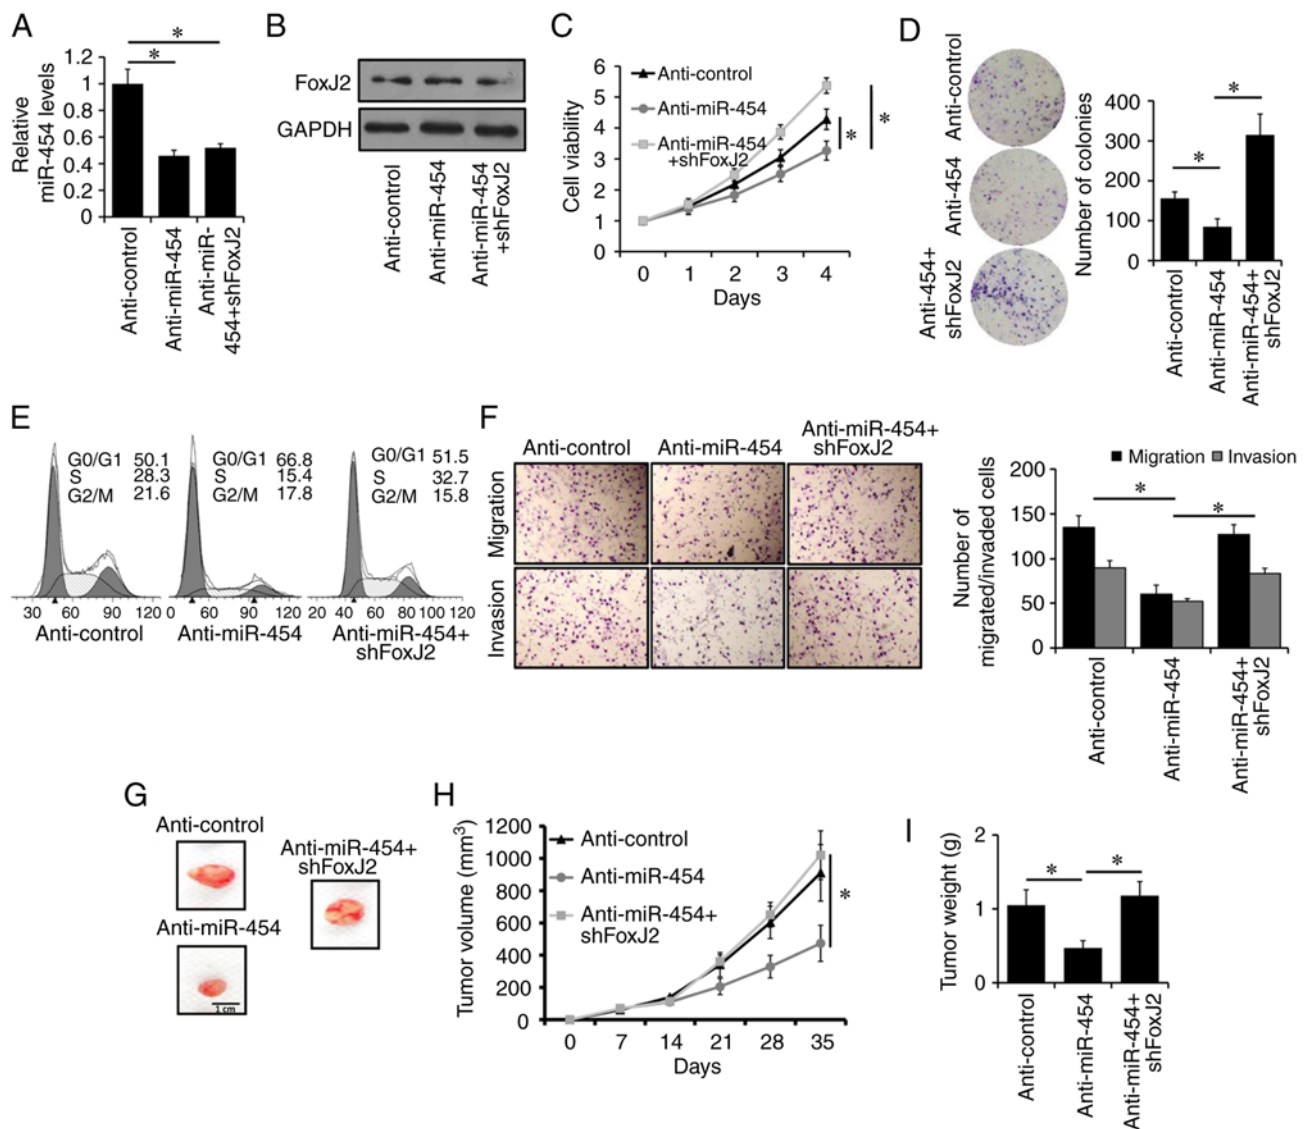 A
Relative
miR-454 levels
1.2
1
0.8
0.6
0.4
0.2
0
*
*
Anti-control
Anti-miR-454
Anti-miR-
454+shFoxJ2
B
FoxJ2
GAPDH
Anti-control
Anti-miR-454
Anti-miR-454
+shFoxJ2
C
Cell viability
6
5
4
3
2
1
0
Anti-control
Anti-miR-454
Anti-miR-454
+shFoxJ2
*
*
0 1 2 3 4
Days
D
Anti-control
Anti-454
Anti-454+
shFoxJ2
Number of colonies
400
300
200
100
0
*
*
Anti-control
Anti-miR-454
Anti-miR-454+
shFoxJ2
E
G0/G1 50.1
S 28.3
G2/M 21.6
30 60 90 120
Anti-control
G0/G1 66.8
S 15.4
G2/M 17.8
0 30 60 90 120
Anti-miR-454
G0/G1 51.5
S 32.7
G2/M 15.8
20 40 60 80 100 120
Anti-miR-454+
shFoxJ2
F
Anti-control
Anti-miR-454
Anti-miR-454+
shFoxJ2
Migration
Invasion
Number of
migrated/invaded cells
Migration Invasion
200
150
100
50
0
*
*
Anti-control
Anti-miR-454
Anti-miR-454+
shFoxJ2
G
Anti-control
Anti-miR-454+
shFoxJ2
Anti-miR-454
1 cm
H
Tumor volume (mm³)
1200
1000
800
600
400
200
0
Anti-control
Anti-miR-454
Anti-miR-454+
shFoxJ2
*
0 7 14 21 28 35
Days
I
Tumor weight (g)
2
1
0
*
*
Anti-control
Anti-miR-454
Anti-miR-454+
shFoxJ2